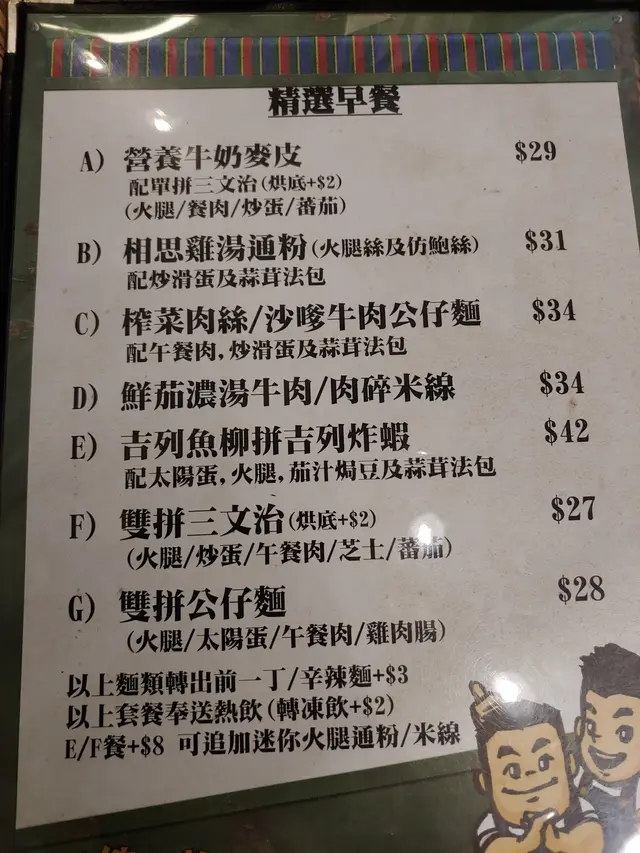 精選早餐
A) 營養牛奶麥皮 $29
配單拼三文治(烘底+$2)
(火腿/餐肉/炒蛋/蕃茄)
B) 相思雞湯通粉(火腿絲及仿鮑絲) $31
配炒滑蛋及蒜茸法包
C) 榨菜肉絲/沙嗲牛肉公仔麵 $34
配午餐肉,炒滑蛋及蒜茸法包
D) 鮮茄濃湯牛肉/肉碎米線 $34
E) 吉列魚柳拼吉列炸蝦 $42
配太陽蛋,火腿,茄汁焗豆及蒜茸法包
F) 雙拼三文治(烘底+$2) $27
(火腿/炒蛋/午餐肉/芝士/蕃茄)
G) 雙拼公仔麵 $28
(火腿/太陽蛋/午餐肉/雞肉腸)
以上麵類轉出前一丁/辛辣麵+$3
以上套餐奉送熱飲(轉凍飲+$2)
E/F餐+$8 可追加迷你火腿通粉/米線